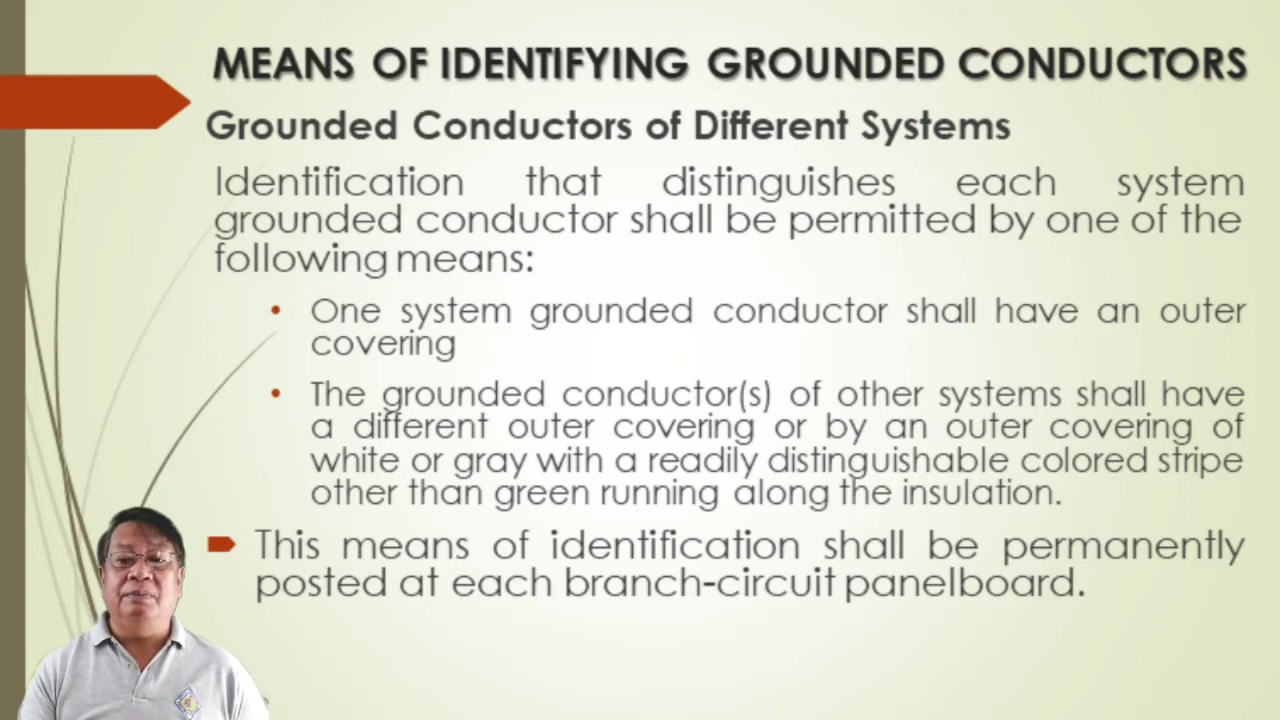 MEANS OF IDENTIFYING GROUNDED CONDUCTORS
Grounded Conductors of Different Systems
Identification that distinguishes each system
grounded conductor shall be permitted by one of the
following means:
• One system grounded conductor shall have an outer
covering
• The grounded conductor(s) of other systems shall have
a different outer covering or by an outer covering of
white or gray with a readily distinguishable colored stripe
other than green running along the insulation.
This means of identification shall be permanently
posted at each branch-circuit panelboard.